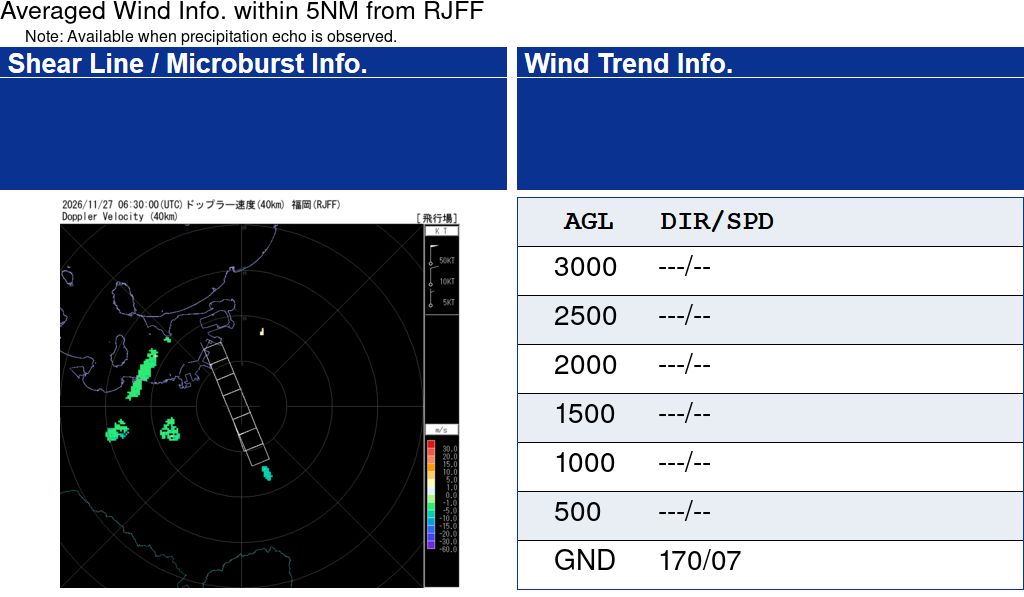 Averaged Wind Info. within 5NM from RJFF
Note: Available when precipitation echo is observed.
Shear Line / Microburst Info.
Wind Trend Info.
2026/11/27 06:30:00(UTC) ドップラー速度(40km) 福岡(RJFF)
Doppler Velocity (40km)
[飛行場]
KT
50KT
10KT
5KT
m/s
30.0
20.0
15.0
10.0
5.0
1.0
0.0
-1.0
-5.0
-10.0
-15.0
-20.0
-30.0
-60.0
AGL DIR/SPD
3000 ---/--
2500 ---/--
2000 ---/--
1500 ---/--
1000 ---/--
500 ---/--
GND 170/07